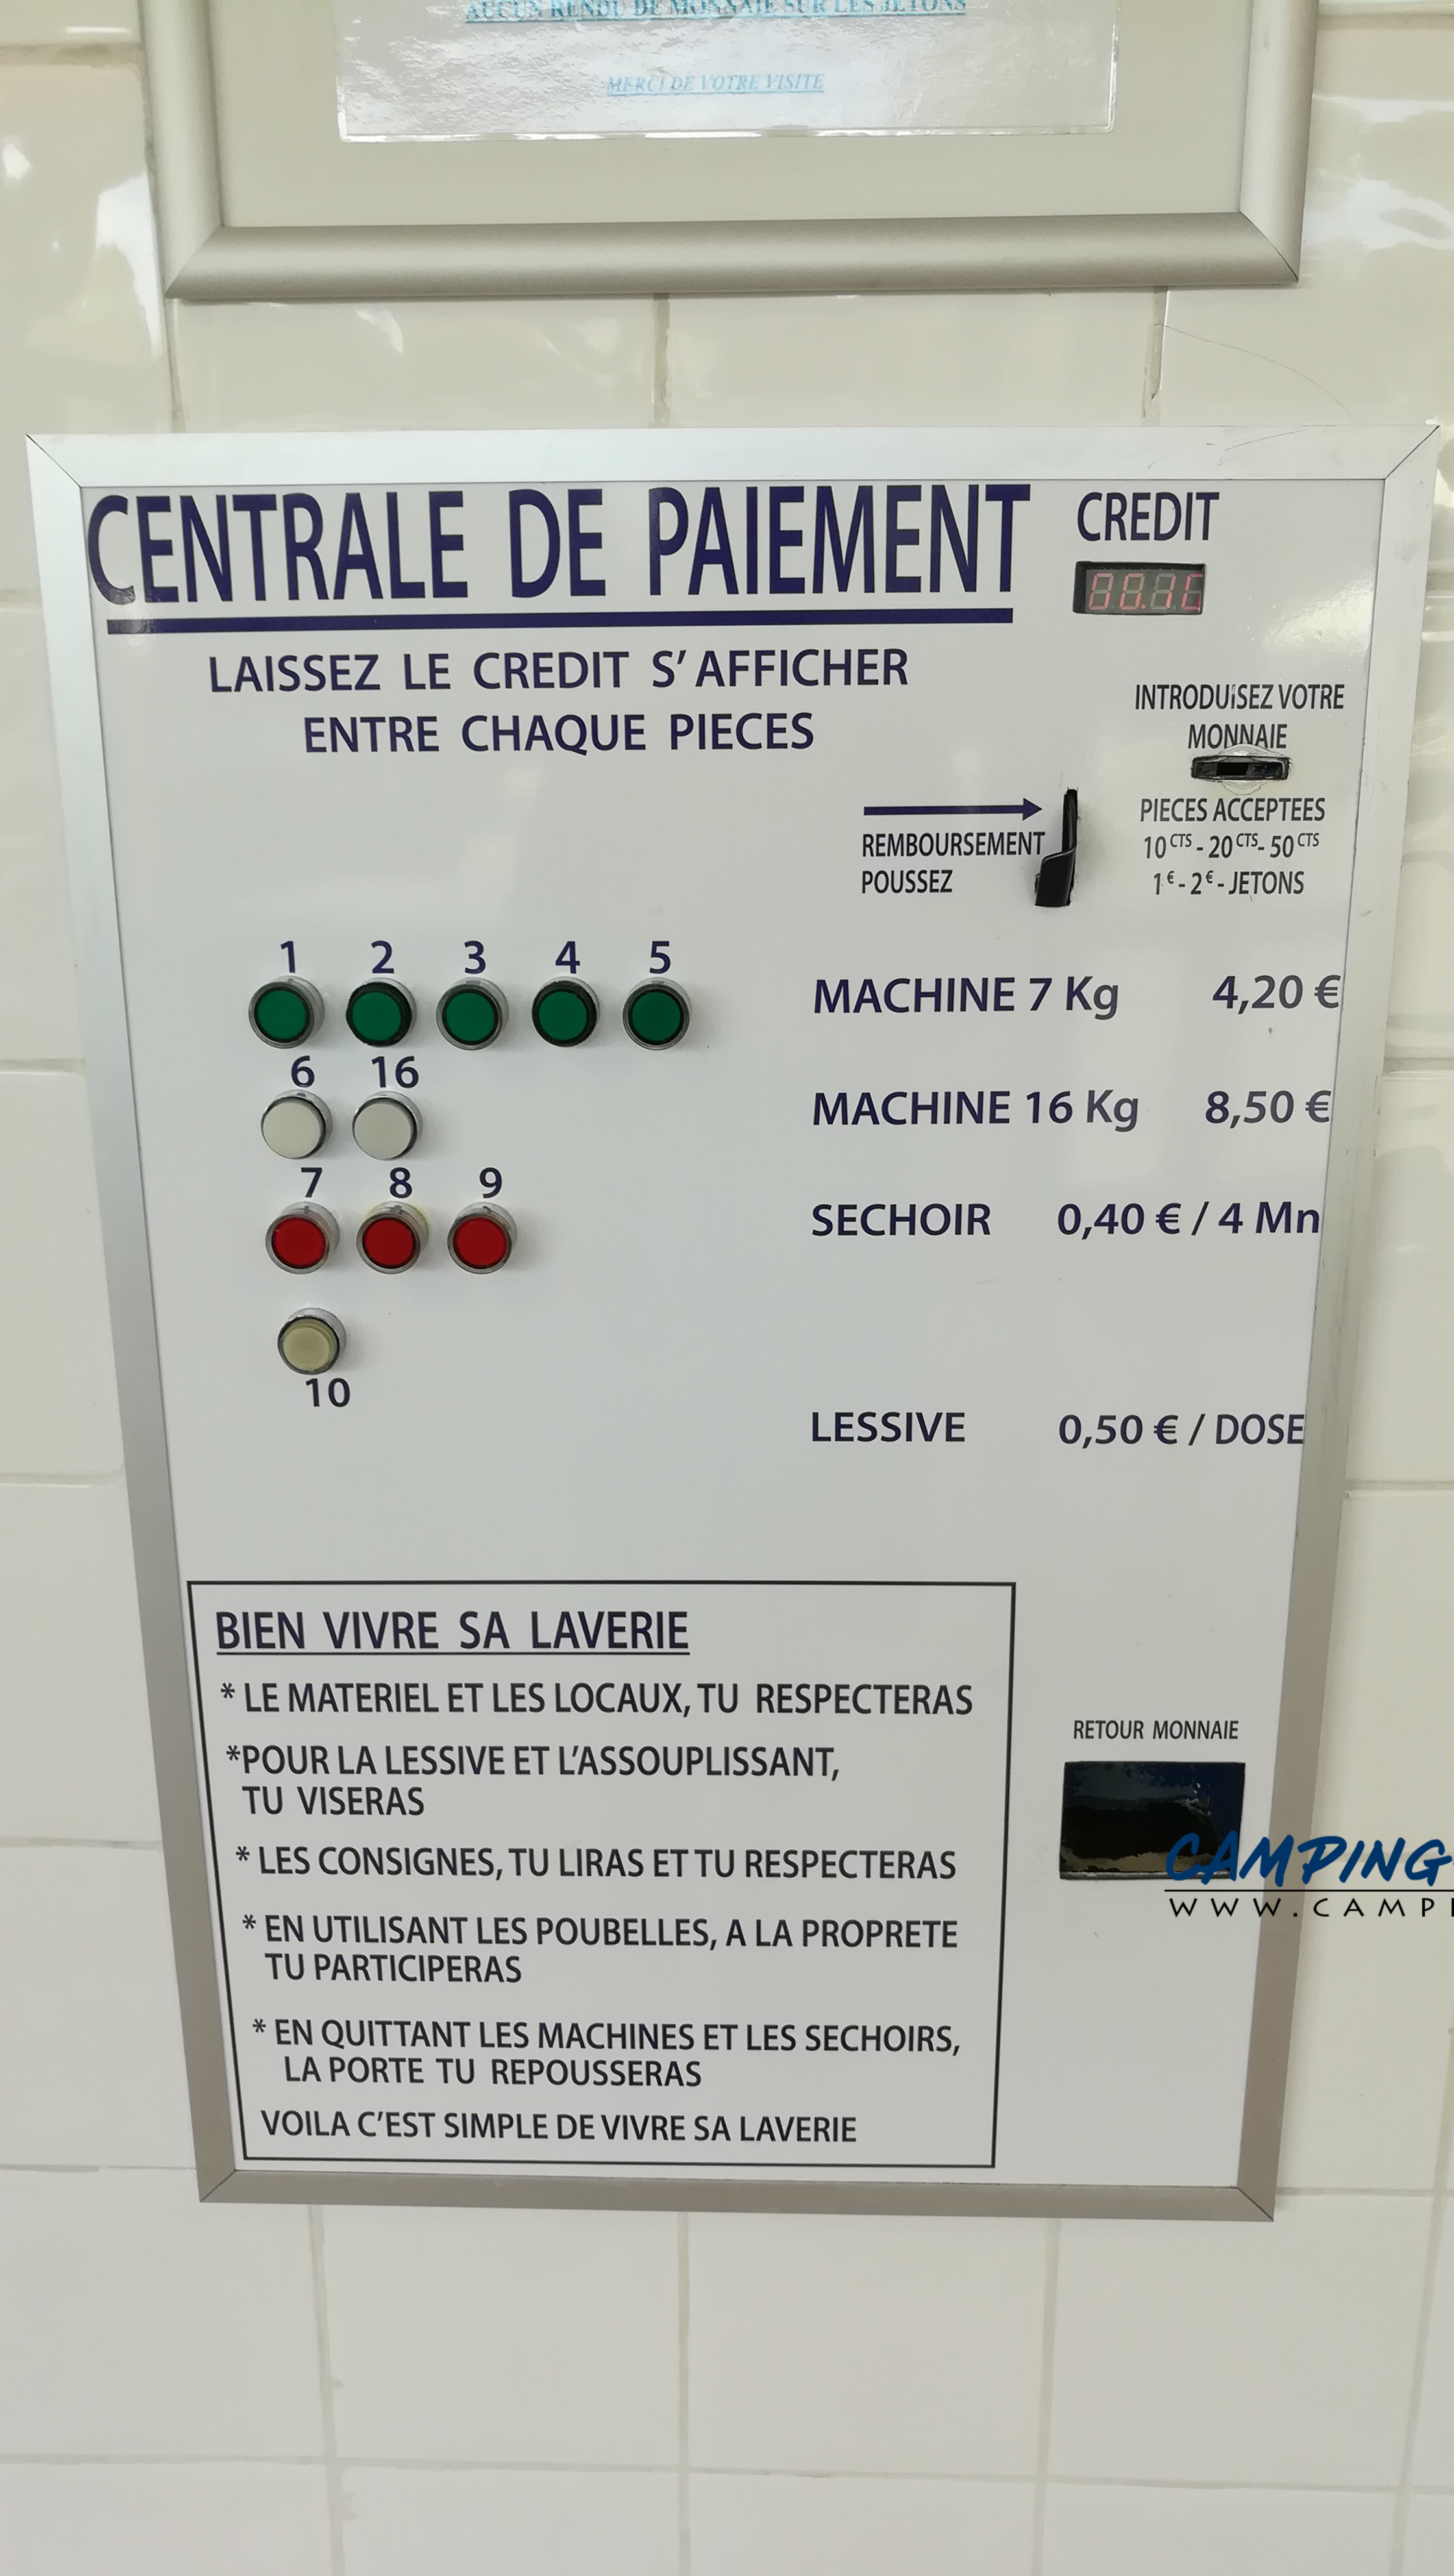 AUCUN RENDU DE MONNAIE SUR LES JETONS
MERCI DE VOTRE VISITE
CENTRALE DE PAIEMENT
CREDIT
LAISSEZ LE CREDIT S'AFFICHER
ENTRE CHAQUE PIECES
INTRODUISEZ VOTRE
MONNAIE
PIECES ACCEPTEES
10 CTS - 20 CTS - 50 CTS
1 € - 2 € - JETONS
REMBOURSEMENT
POUSSEZ
1 2 3 4 5
MACHINE 7 Kg 4,20 €
6 16
MACHINE 16 Kg 8,50 €
7 8 9
SECHOIR 0,40 € / 4 Mn
10
LESSIVE 0,50 € / DOSE
BIEN VIVRE SA LAVERIE
* LE MATERIEL ET LES LOCAUX, TU RESPECTERAS
*POUR LA LESSIVE ET L'ASSOUPLISSANT,
TU VISERAS
* LES CONSIGNES, TU LIRAS ET TU RESPECTERAS
* EN UTILISANT LES POUBELLES, A LA PROPRETE
TU PARTICIPERAS
* EN QUITTANT LES MACHINES ET LES SECHOIRS,
LA PORTE TU REPOUSSERAS
VOILA C'EST SIMPLE DE VIVRE SA LAVERIE
RETOUR MONNAIE
CAMPING
WWW.CAMP